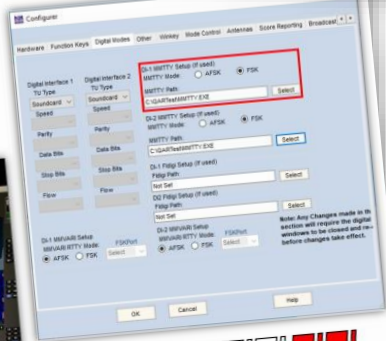 Configurer
Hardware Function Keys Digital Modes Other Winkey Mode Control Antennas Score Reporting Broadcast
Digital Interface 1 Digital Interface 2
TU Type TU Type
Soundcard Soundcard
Speed Speed
Parity Parity
Data Bits Data Bits
Stop Bits Stop Bits
Flow Flow
DI-1 MMTTY Setup (If used)
MMTTY Mode: AFSK FSK
MMTTY Path:
C:\GARTest\MMTTY.EXE Select
DI-2 MMTTY Setup (If used)
MMTTY Mode: AFSK FSK
MMTTY Path:
C:\GARTest\MMTTY.EXE Select
DI-1 Fldigi Setup (If used)
Fldigi Path:
Not Set Select
DI2 Fldigi Setup (If used)
Fldigi Path:
Not Set Select
DI-1 MMVARI Setup DI-2 MMVARI Setup
MMVARI RTTY Mode: FSKPort MMVARI RTTY Mode: FSKPort
AFSK FSK Select AFSK FSK Select
Note: Any Changes made in th
section will require the digital
windows to be closed and re-
before changes take effect.
OK Cancel Help